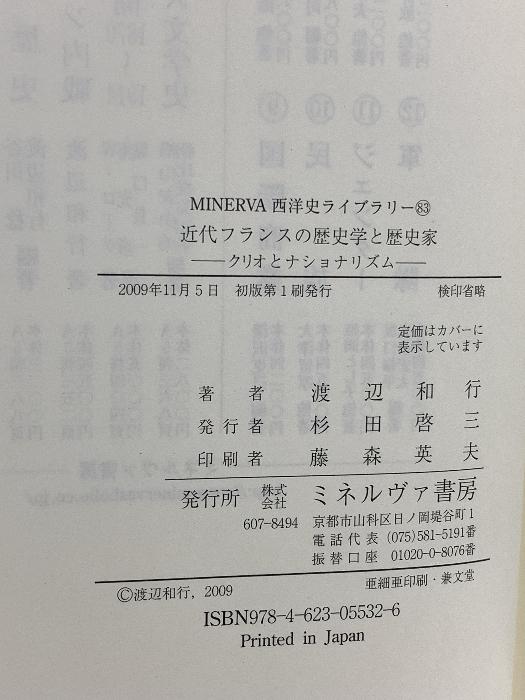 MINERVA 西洋史ライブラリー㊃
近代フランスの歴史学と歴史家
――クリオとナショナリズム――
2009年11月5日 初版第1刷発行 検印省略
定価はカバーに
表示しています
著者 渡辺和行
発行者 杉田啓三
印刷者 藤森英夫
発行所 株式会社 ミネルヴァ書房
607-8494 京都市山科区日ノ岡堤谷町1
電話代表 (075)581-5191番
振替口座 01020-0-8076番
©渡辺和行, 2009 亜細亜印刷・兼文堂
ISBN978-4-623-05532-6
Printed in Japan